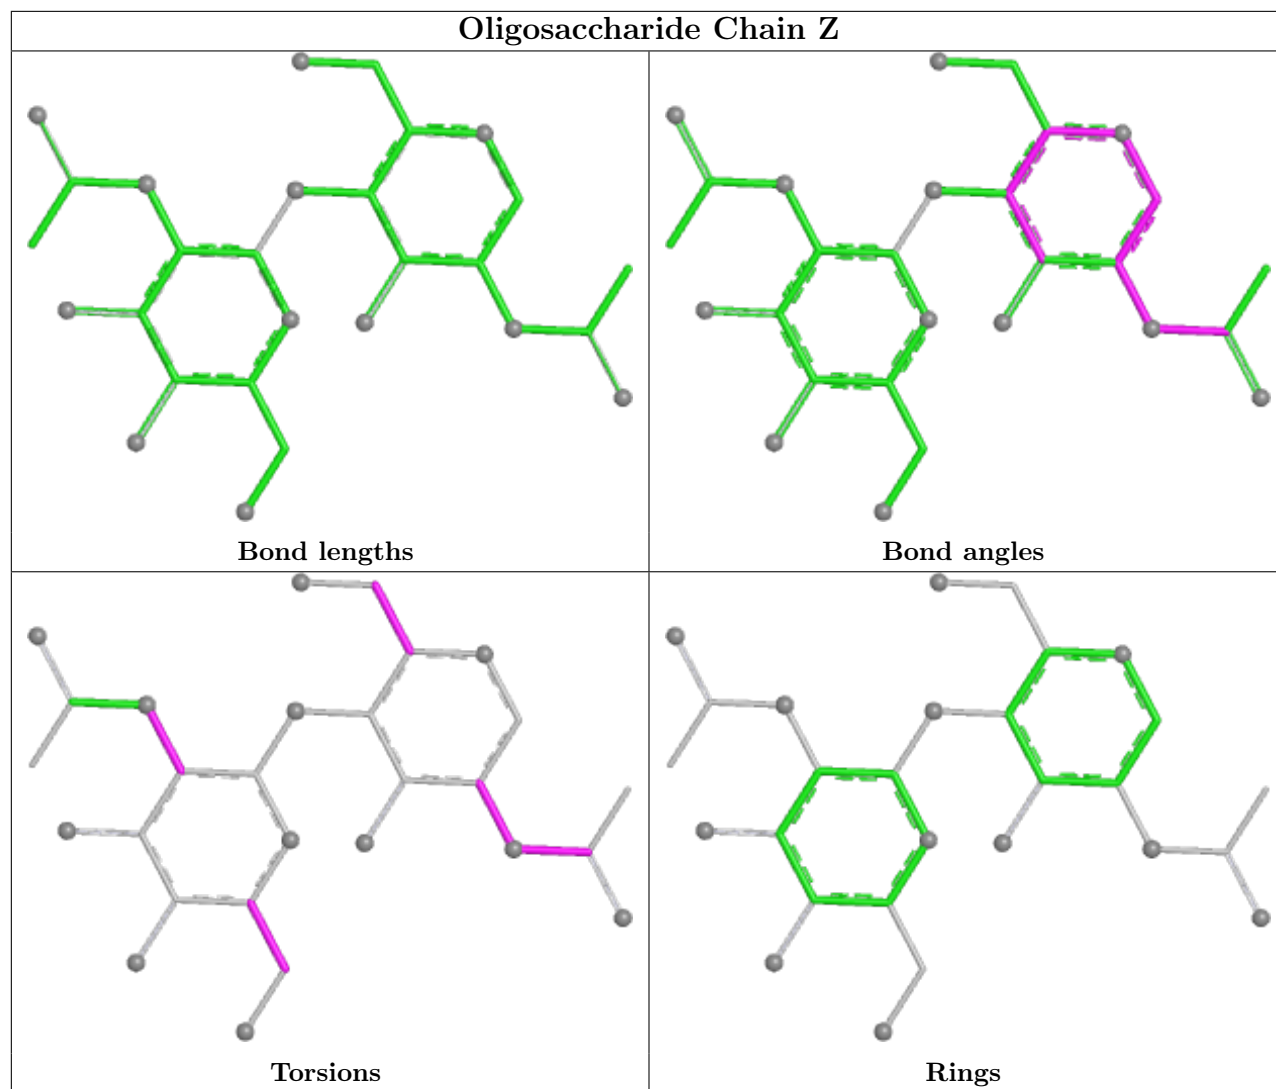 Oligosaccharide Chain Z
Bond lengths
Bond angles
Torsions
Rings